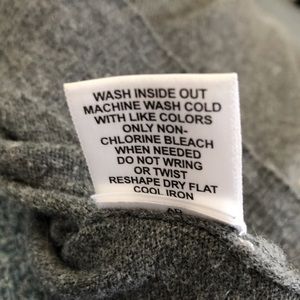 WASH INSIDE OUT
MACHINE WASH COLD
WITH LIKE COLORS
ONLY NON-
CHLORINE BLEACH
WHEN NEEDED
DO NOT WRING
OR TWIST
RESHAPE DRY FLAT
COOL IRON